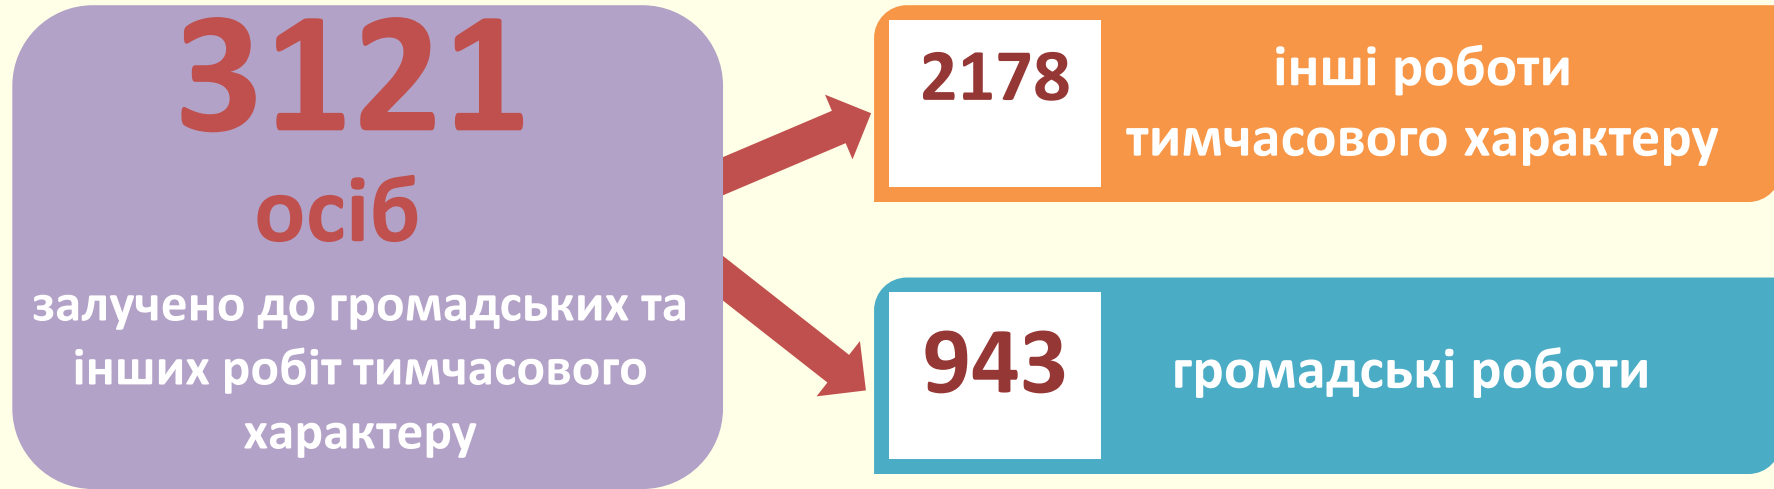 3121
осіб
залучено до громадських та
інших робіт тимчасового
характеру
2178
інші роботи
тимчасового характеру
943
громадські роботи